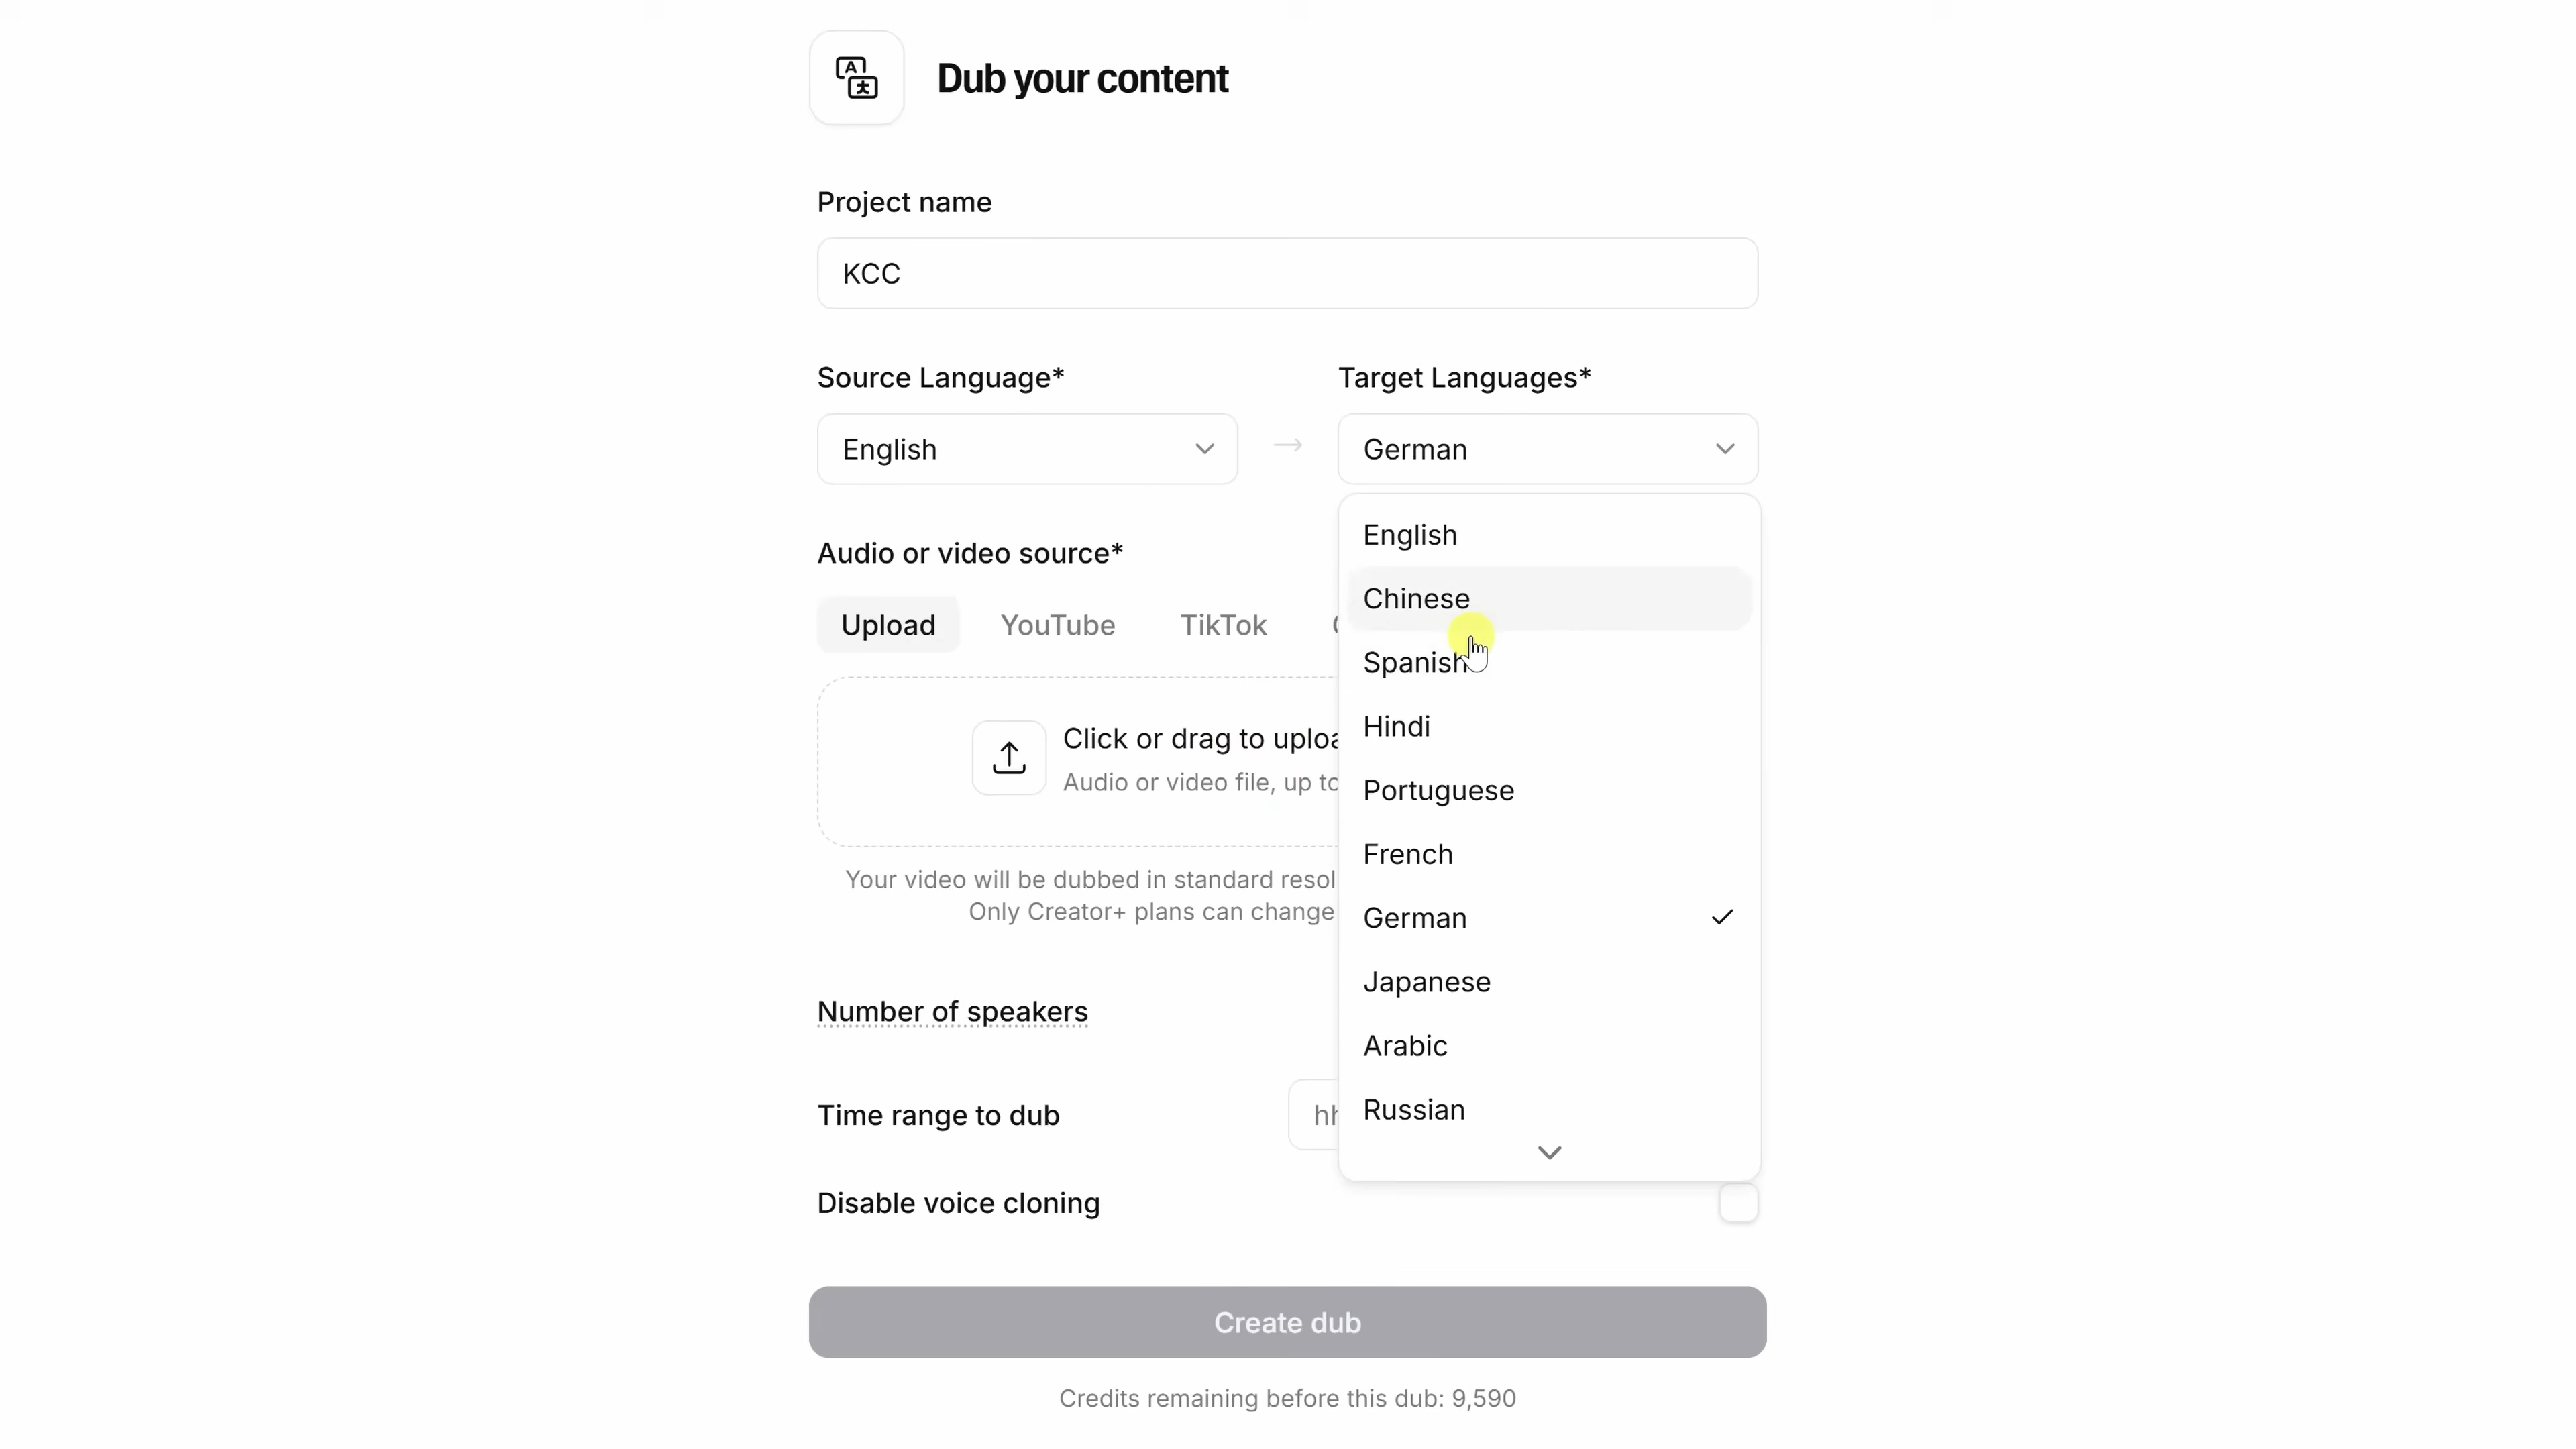 Dub your content
Project name
KCC
Source Language*
Target Languages*
English
German
English
Chinese
Spanish
Hindi
Portuguese
French
German
Japanese
Arabic
Russian
Audio or video source*
Upload
YouTube
TikTok
Click or drag to
Audio or video file, up to
Your video will be dubbed in standard
Only Creator+ plans can change
Number of speakers
Time range to dub
Disable voice cloning
Create dub
Credits remaining before this dub: 9,590